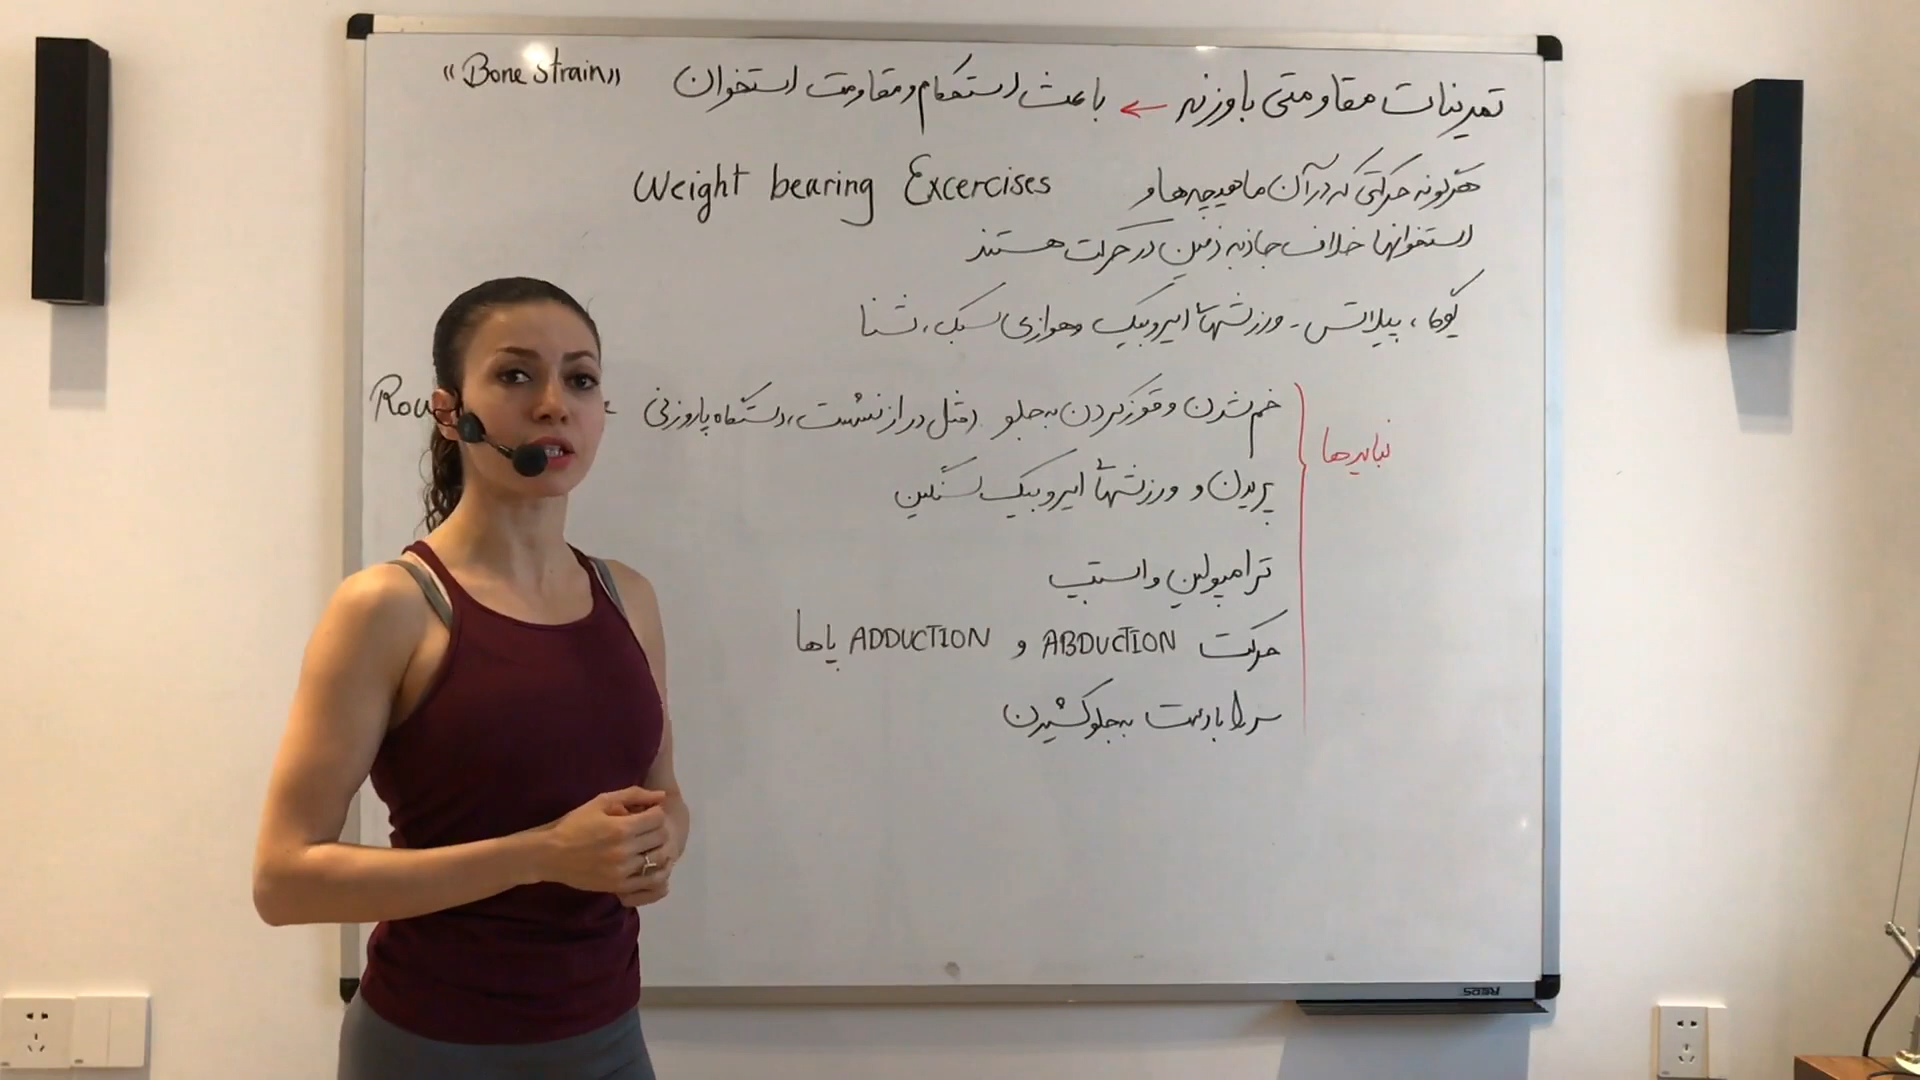 تمرینات مقاومتی با وزنه ← باعث استحکام و مقاومت استخوان «Bone strain»
هرگونه حرکتی که در آن ماهیچه‌ها و Weight bearing Excercises
استخوانها خلاف جاذبه زمین در حرکت هستند
یوگا، پیلاتس - ورزشهای ایروبیک و هوازی سبک، شنا
نبایدها
خم شدن و قوز کردن به جلو (مثل دراز نشست، دستگاه پاروزنی
پریدن و ورزشهای ایروبیک سنگین
ترامپولین و استپ
حرکت ABDUCTION و ADDUCTION پاها
سر را با دست به جلو کشیدن